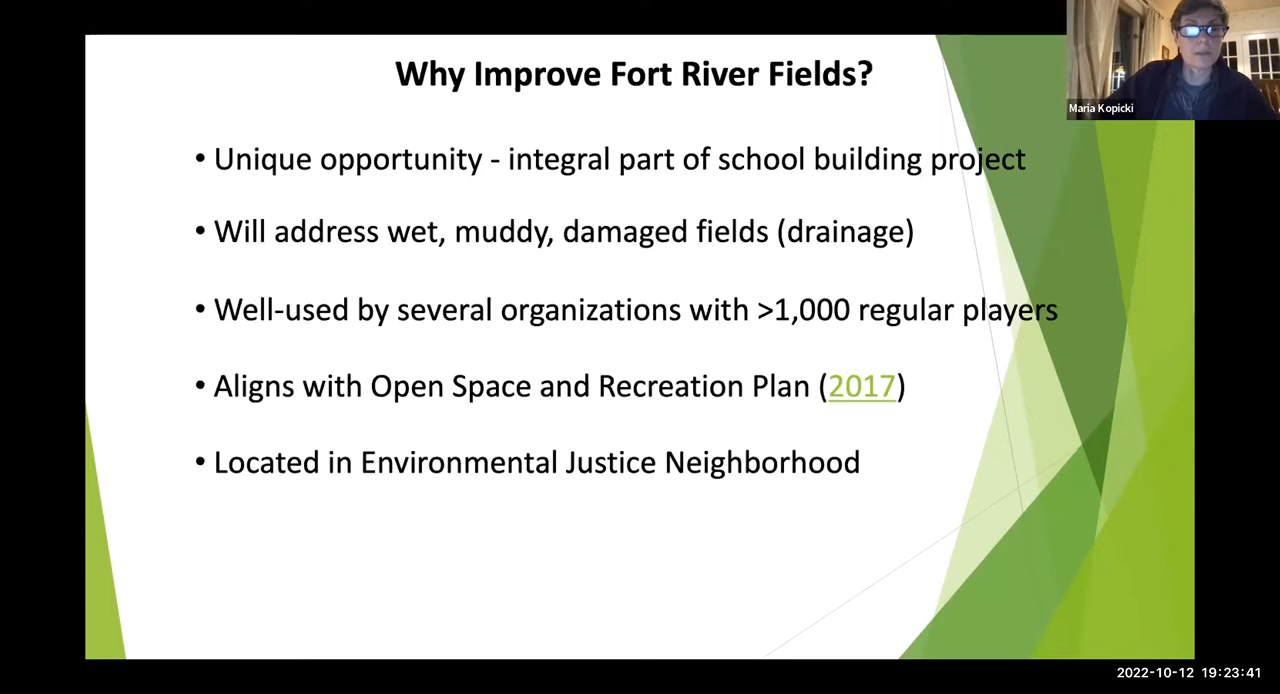 Why Improve Fort River Fields?
Maria Kopicki
• Unique opportunity - integral part of school building project
• Will address wet, muddy, damaged fields (drainage)
• Well-used by several organizations with >1,000 regular players
• Aligns with Open Space and Recreation Plan (2017)
• Located in Environmental Justice Neighborhood
2022-10-12 19:23:41